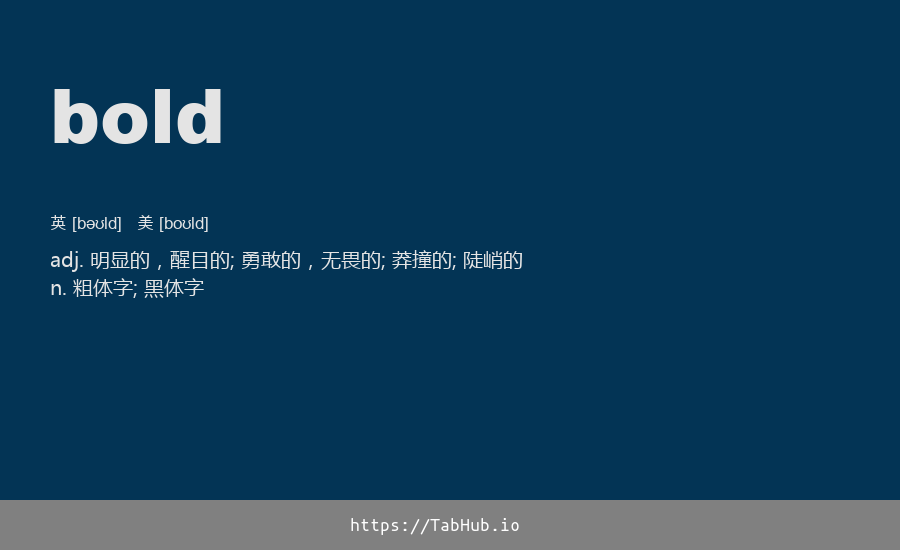 bold
英 [bəʊld] 美 [boʊld]
adj. 明显的，醒目的; 勇敢的，无畏的; 莽撞的; 陡峭的
n. 粗体字; 黑体字
https://TabHub.io